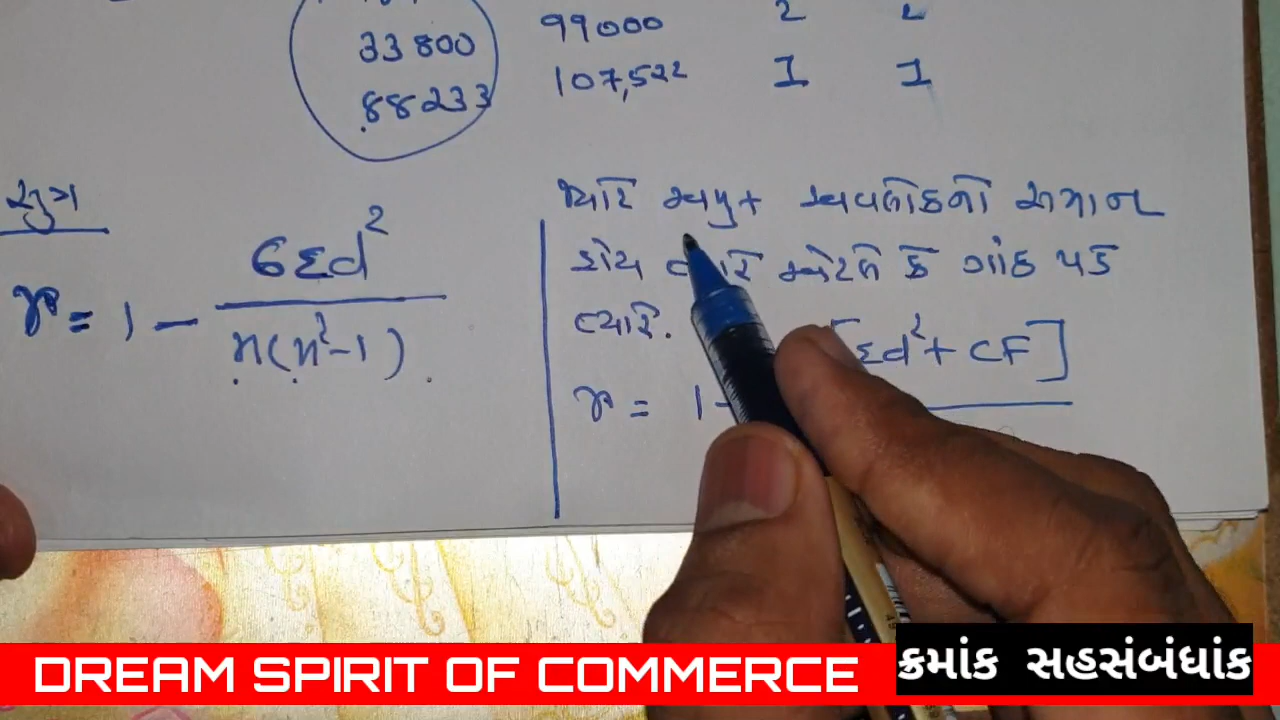 33800 99000 2 2
88233 107,522 1 1
સુત્ર
r = 1 - 6Σd² / n(n²-1)
જ્યારે અમુક અવલોકનો સમાન
હોય ત્યારે એટલે કે ગાંઠ પડે
ત્યારે.
r = 1 - [Σd² + CF]
DREAM SPIRIT OF COMMERCE
ક્રમાંક સહસંબંધાંક